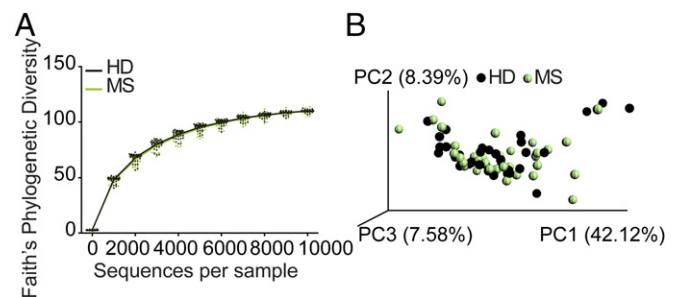 A
Faith's Phylogenetic Diversity
150
100
50
0
HD
MS
0 2000 4000 6000 8000 10000
Sequences per sample
B
PC2 (8.39%) HD MS
PC3 (7.58%) PC1 (42.12%)